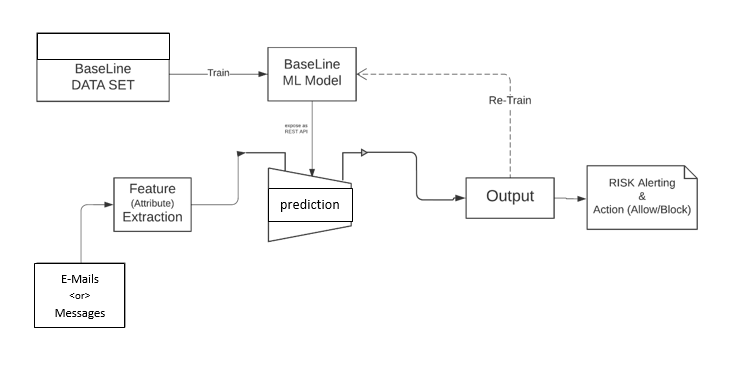 BaseLine
DATA SET
Train
BaseLine
ML Model
Re-Train
expose as
REST API
Feature
(Attribute)
Extraction
prediction
Output
RISK Alerting
&
Action (Allow/Block)
E-Mails
<or>
Messages